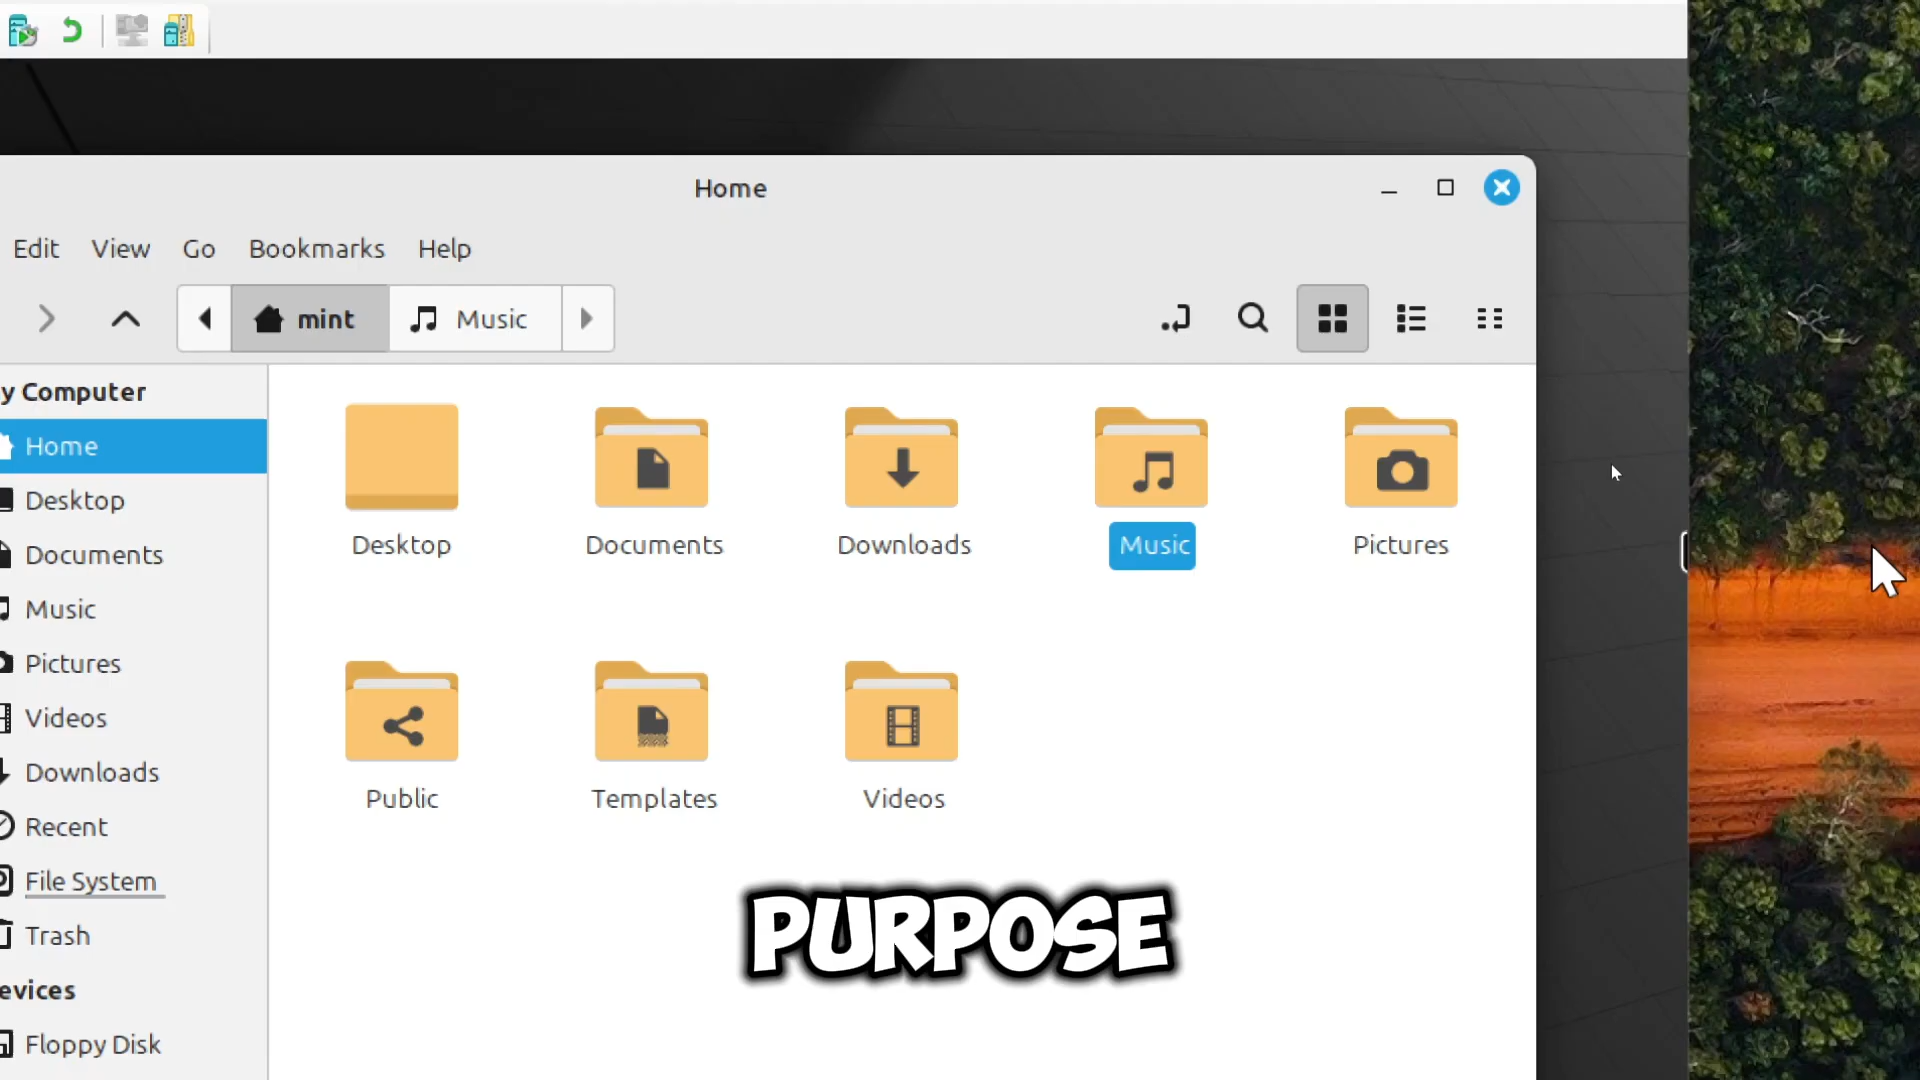 Home
Edit View Go Bookmarks Help
mint Music
y Computer
Home
Desktop
Documents
Music
Pictures
Videos
Downloads
Recent
File System
Trash
evices
Floppy Disk
Desktop Documents Downloads Music Pictures
Public Templates Videos
PURPOSE